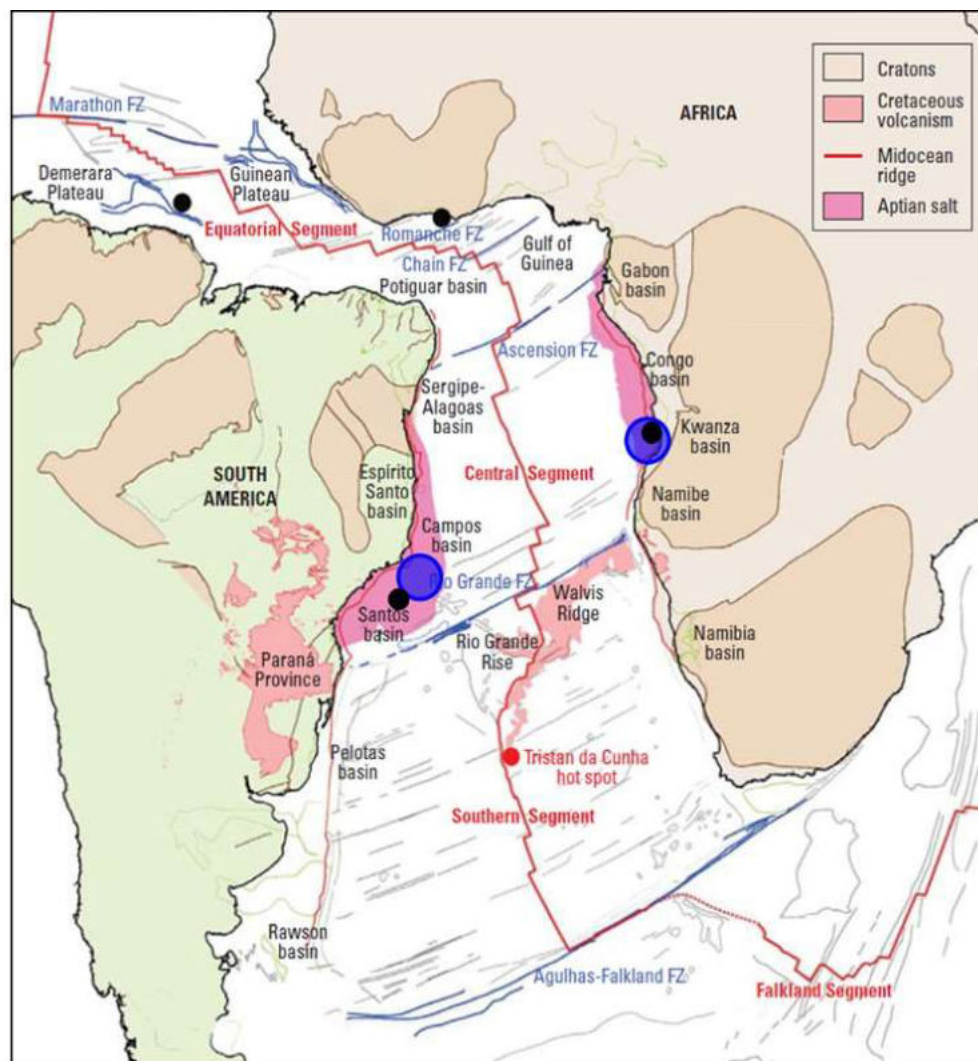 Cratons
Cretaceous
volcanism
Midocean
ridge
Aptian salt
Marathon FZ
AFRICA
Demerara
Plateau
Guinean
Plateau
Equatorial Segment
Romanche FZ
Chain FZ
Potiguar basin
Gulf of
Guinea
Gabon
basin
Ascension FZ
Congo
basin
Sergipe-
Alagoas
basin
Kwanza
basin
SOUTH
AMERICA
Espírito
Santo
basin
Central Segment
Namibe
basin
Campos
basin
Rio Grande FZ
Walvis
Ridge
Santos
basin
Rio Grande
Rise
Namibia
basin
Paraná
Province
Pelotas
basin
Tristan da Cunha
hot spot
Southern Segment
Rawson
basin
Agulhas-Falkland FZ
Falkland Segment